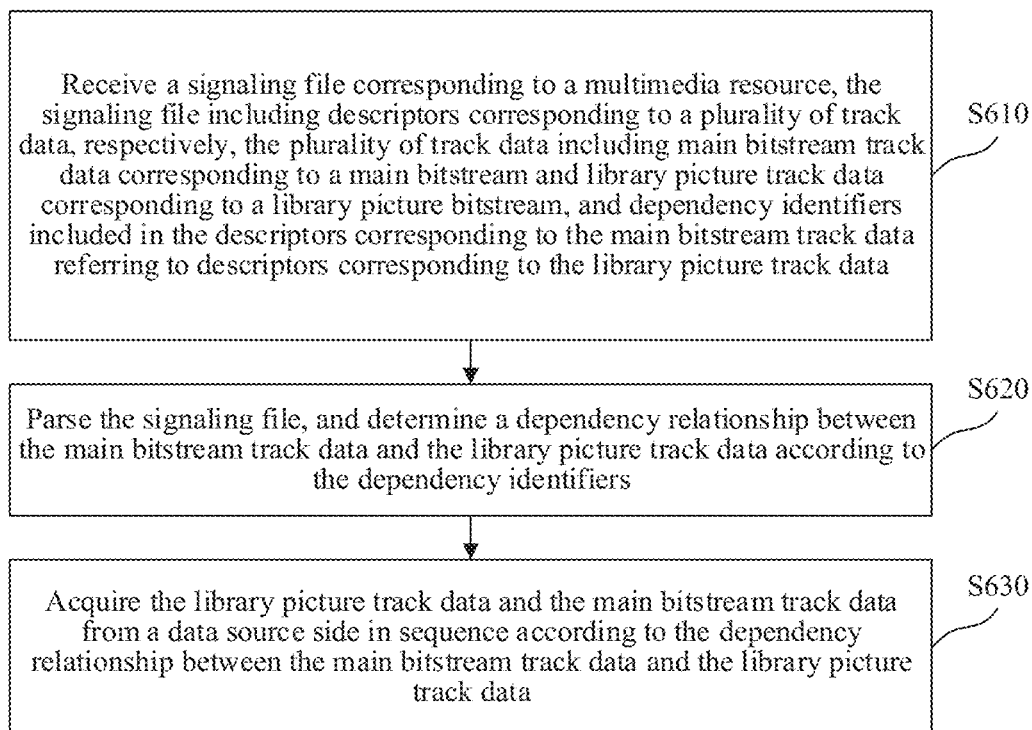 Receive a signaling file corresponding to a multimedia resource, the
signaling file including descriptors corresponding to a plurality of track
data, respectively, the plurality of track data including main bitstream track
data corresponding to a main bitstream and library picture track data
corresponding to a library picture bitstream, and dependency identifiers
included in the descriptors corresponding to the main bitstream track data
referring to descriptors corresponding to the library picture track data
S610
Parse the signaling file, and determine a dependency relationship between
the main bitstream track data and the library picture track data according to
the dependency identifiers
S620
Acquire the library picture track data and the main bitstream track data
from a data source side in sequence according to the dependency
relationship between the main bitstream track data and the library picture
track data
S630